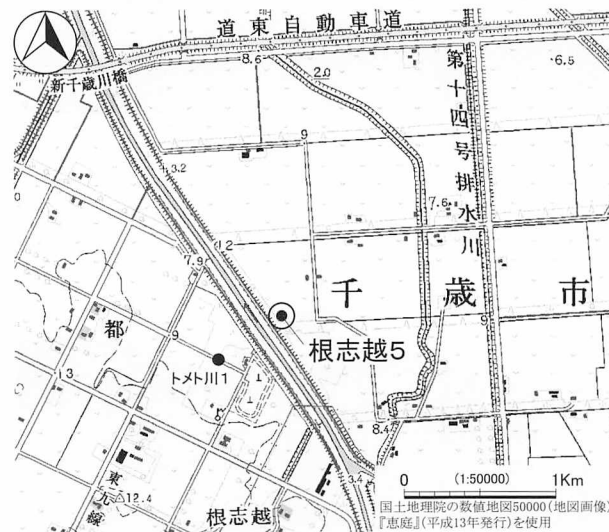 道東自動車道
新千歳川橋
8.6
2.0
6.5
第十四号排水川
9
3.2
7.6
1.2
7.9
千歳市
都
9
9
根志越5
トメト川1
13
8.4
3.4
東九線
12.4
根志越
0 (1:50000) 1Km
国土地理院の数値地図50000(地図画像)
『恵庭』(平成13年発行)を使用